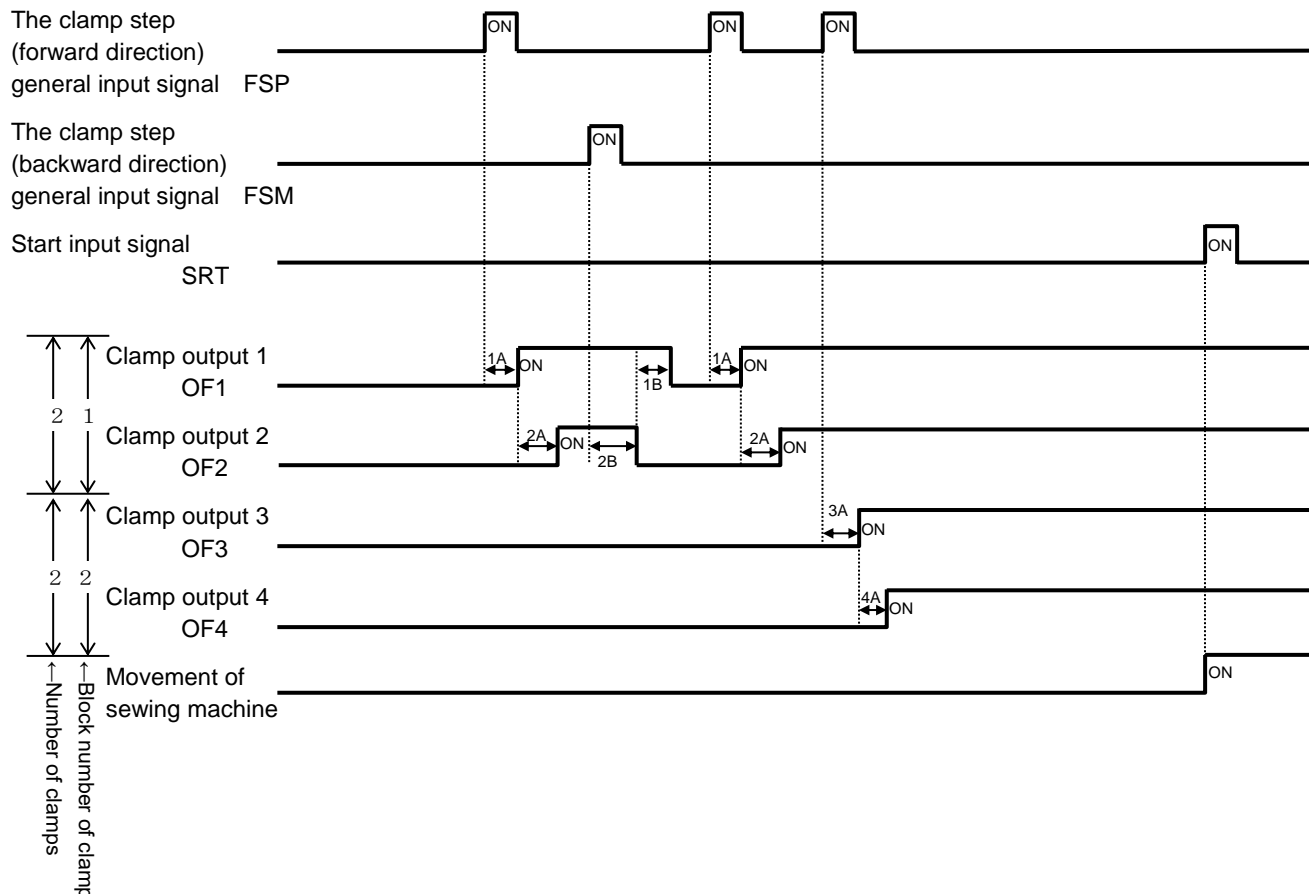 The clamp step
(forward direction)
general input signal FSP
ON
ON
ON
The clamp step
(backward direction)
general input signal FSM
ON
Start input signal
SRT
ON
2
1
Clamp output 1
OF1
1A
ON
1B
1A
ON
Clamp output 2
OF2
2A
ON
2B
2A
ON
2
2
Clamp output 3
OF3
3A
ON
Clamp output 4
OF4
4A
ON
Movement of
sewing machine
ON
←Number of clamps
←Block number of clamp